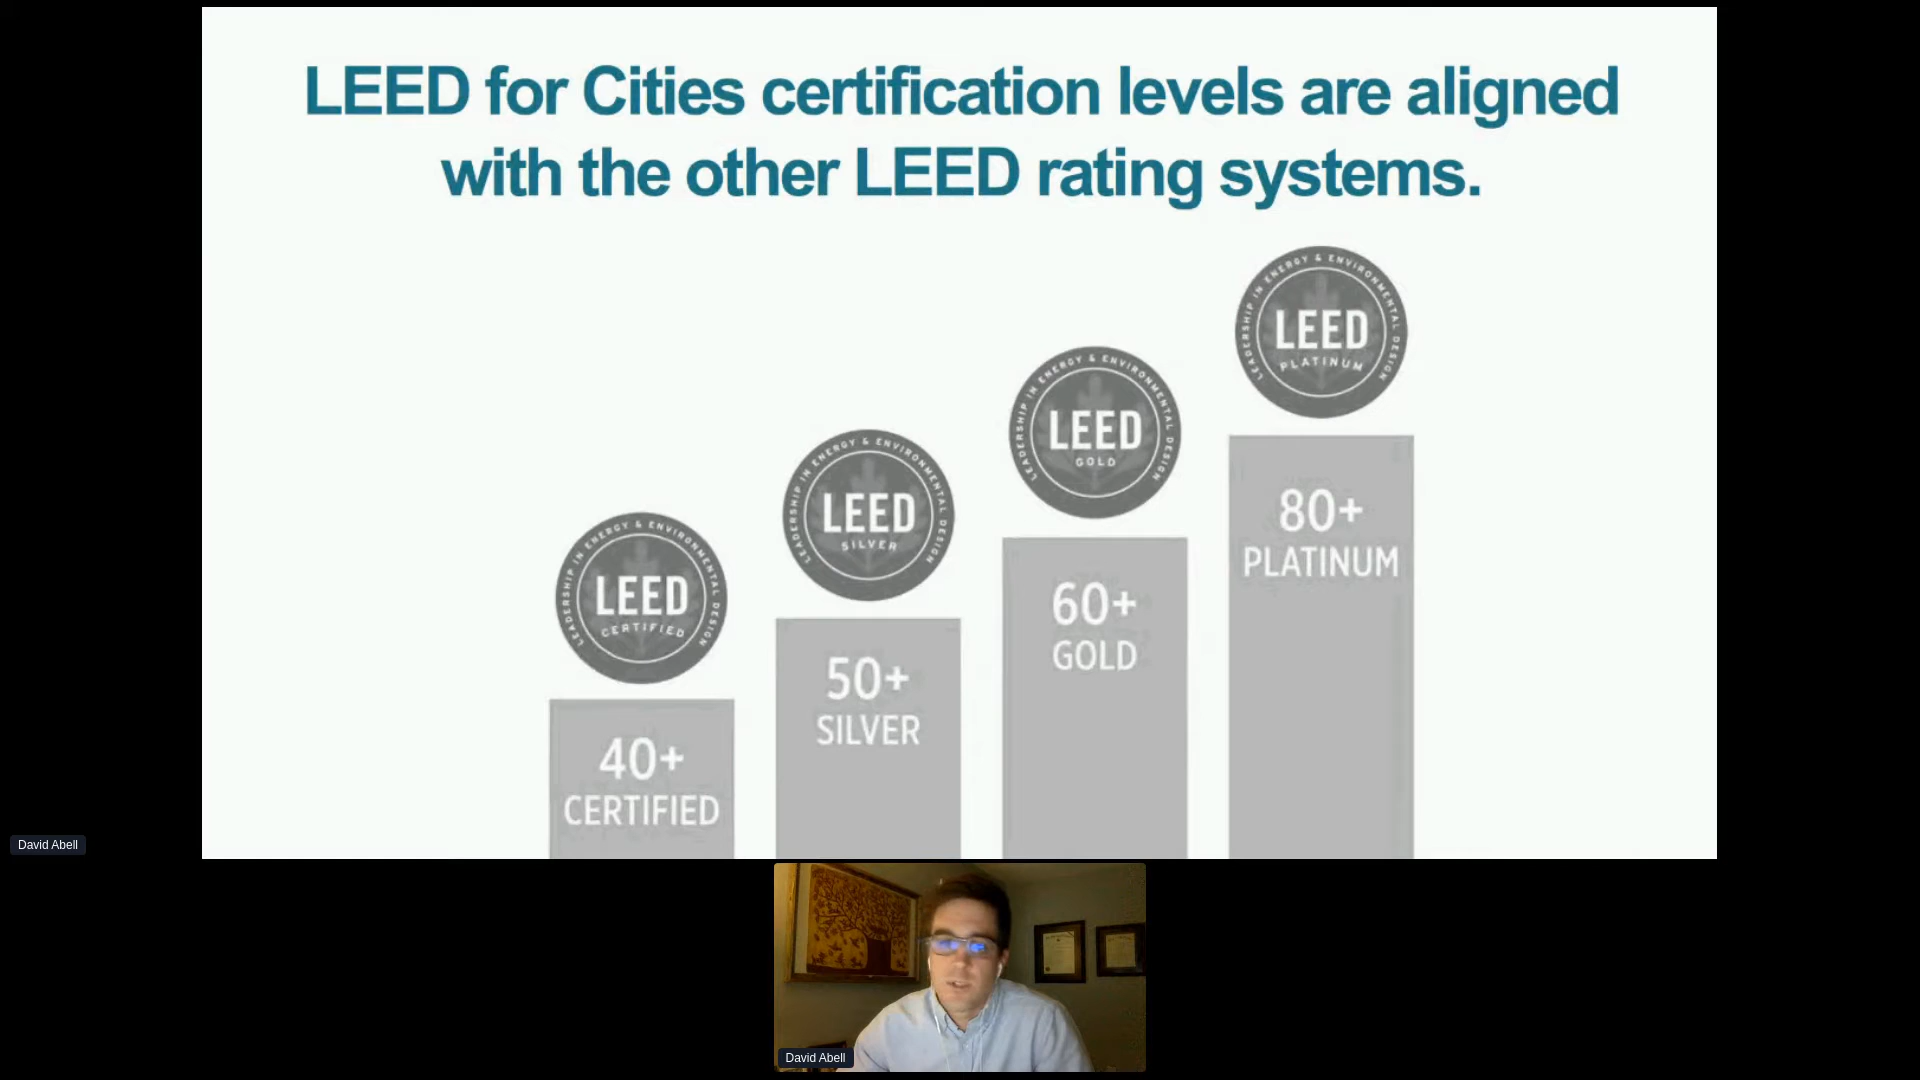 LEED for Cities certification levels are aligned
with the other LEED rating systems.
LEADERSHIP IN ENERGY & ENVIRONMENTAL DESIGN
LEED
PLATINUM
LEADERSHIP IN ENERGY & ENVIRONMENTAL DESIGN
LEED
GOLD
LEADERSHIP IN ENERGY & ENVIRONMENTAL DESIGN
LEED
SILVER
LEADERSHIP IN ENERGY & ENVIRONMENTAL DESIGN
LEED
CERTIFIED
80+
PLATINUM
60+
GOLD
50+
SILVER
40+
CERTIFIED
David Abell
David Abell